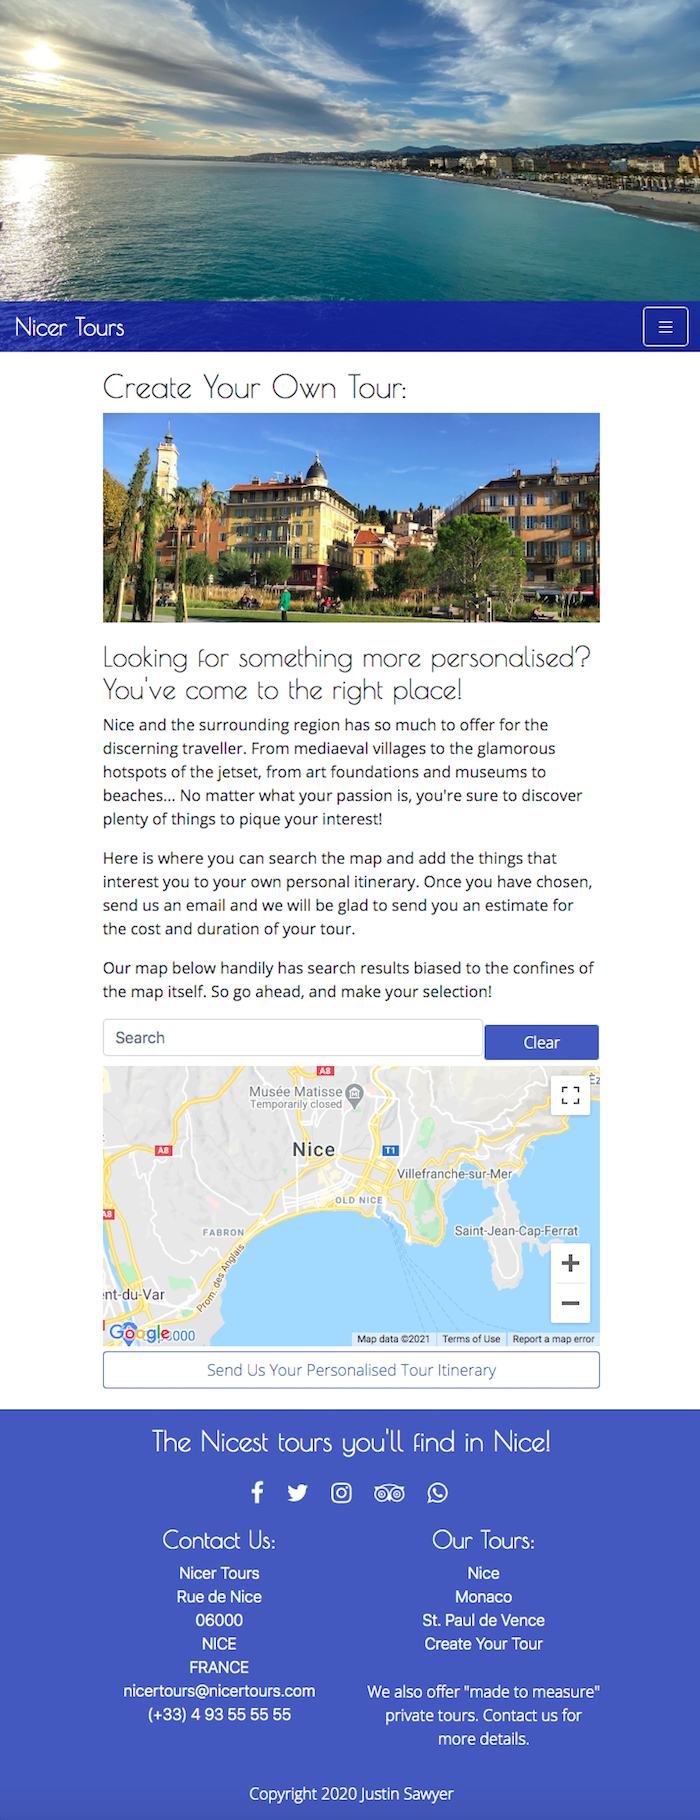 Nicer Tours
Create Your Own Tour:
Looking for something more personalised?
You've come to the right place!
Nice and the surrounding region has so much to offer for the
discerning traveller. From mediaeval villages to the glamorous
hotspots of the jetset, from art foundations and museums to
beaches... No matter what your passion is, you're sure to discover
plenty of things to pique your interest!
Here is where you can search the map and add the things that
interest you to your own personal itinerary. Once you have chosen,
send us an email and we will be glad to send you an estimate for
the cost and duration of your tour.
Our map below handily has search results biased to the confines of
the map itself. So go ahead, and make your selection!
Search
Clear
A8
Musée Matisse
Temporarily closed
Nice
T1
A8
Villefranche-sur-Mer
OLD NICE
A8
Saint-Jean-Cap-Ferrat
FABRON
Prom. des Anglais
nt-du-Var
Google
Map data ©2021
Terms of Use
Report a map error
Send Us Your Personalised Tour Itinerary
The Nicest tours you'll find in Nice!
Contact Us:
Nicer Tours
Rue de Nice
06000
NICE
FRANCE
nicertours@nicertours.com
(+33) 4 93 55 55 55
Our Tours:
Nice
Monaco
St. Paul de Vence
Create Your Tour
We also offer "made to measure"
private tours. Contact us for
more details.
Copyright 2020 Justin Sawyer